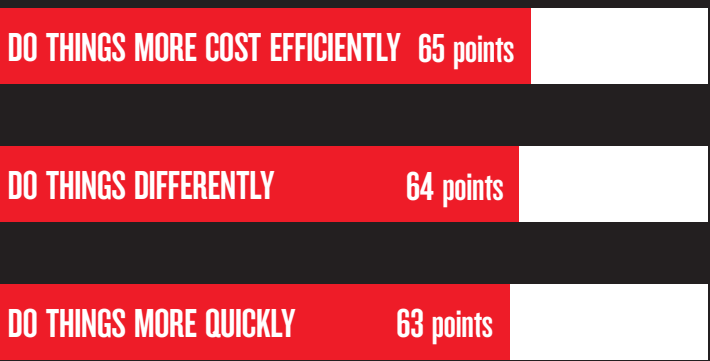 DO THINGS MORE COST EFFICIENTLY 65 points
DO THINGS DIFFERENTLY 64 points
DO THINGS MORE QUICKLY 63 points